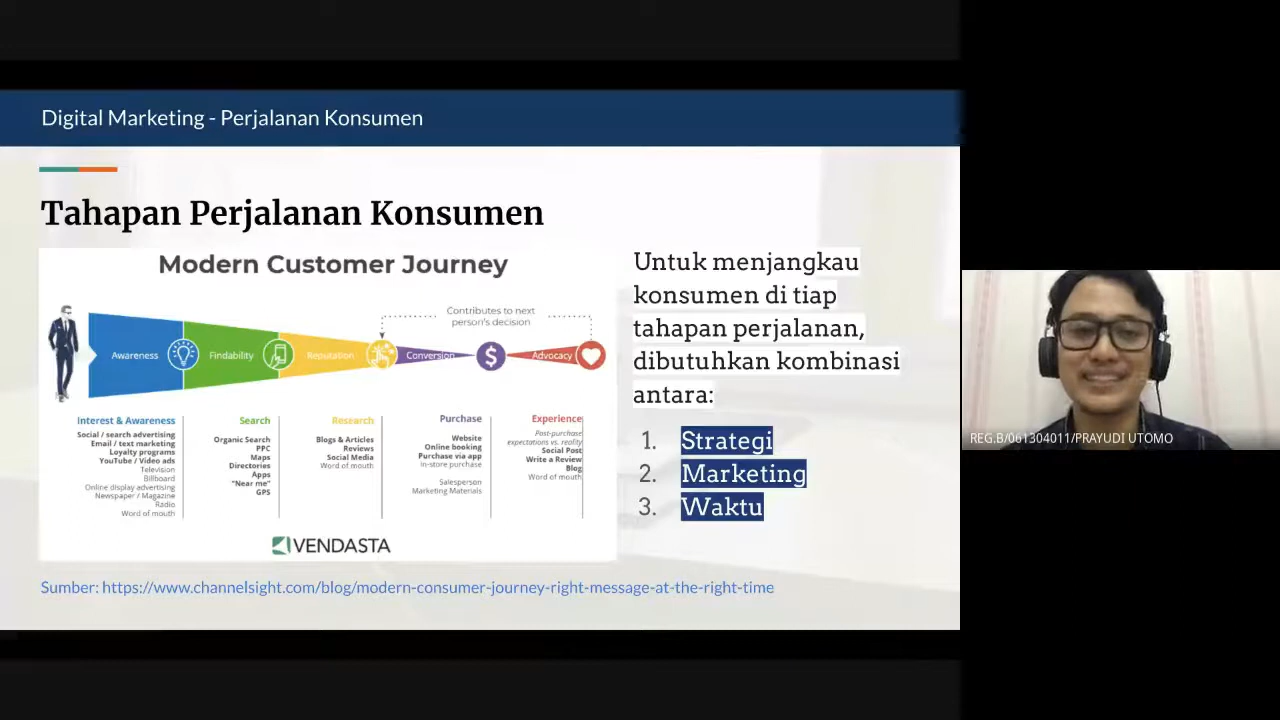 Digital Marketing - Perjalanan Konsumen
Tahapan Perjalanan Konsumen
Modern Customer Journey
Contributes to next
person's decision
Awareness
Findability
Reputation
Conversion
$
Advocacy
Interest & Awareness
Social / search advertising
Email / text marketing
Loyalty programs
YouTube / Video ads
Television
Billboard
Online display advertising
Newspaper / Magazine
Radio
Word of mouth
Search
Organic Search
PPC
Maps
Directories
Apps
"Near me"
GPS
Research
Blogs & Articles
Reviews
Social Media
Word of mouth
Purchase
Website
Online booking
Purchase via app
In-store purchase
Salesperson
Marketing Materials
Experience
Post-purchase
expectations vs. reality
Social Post
Write a Review
Blog
Word of mouth
VENDASTA
Untuk menjangkau
konsumen di tiap
tahapan perjalanan,
dibutuhkan kombinasi
antara:
1. Strategi
2. Marketing
3. Waktu
Sumber: https://www.channelsight.com/blog/modern-consumer-journey-right-message-at-the-right-time
REG.B/061304011/PRAYUDI UTOMO